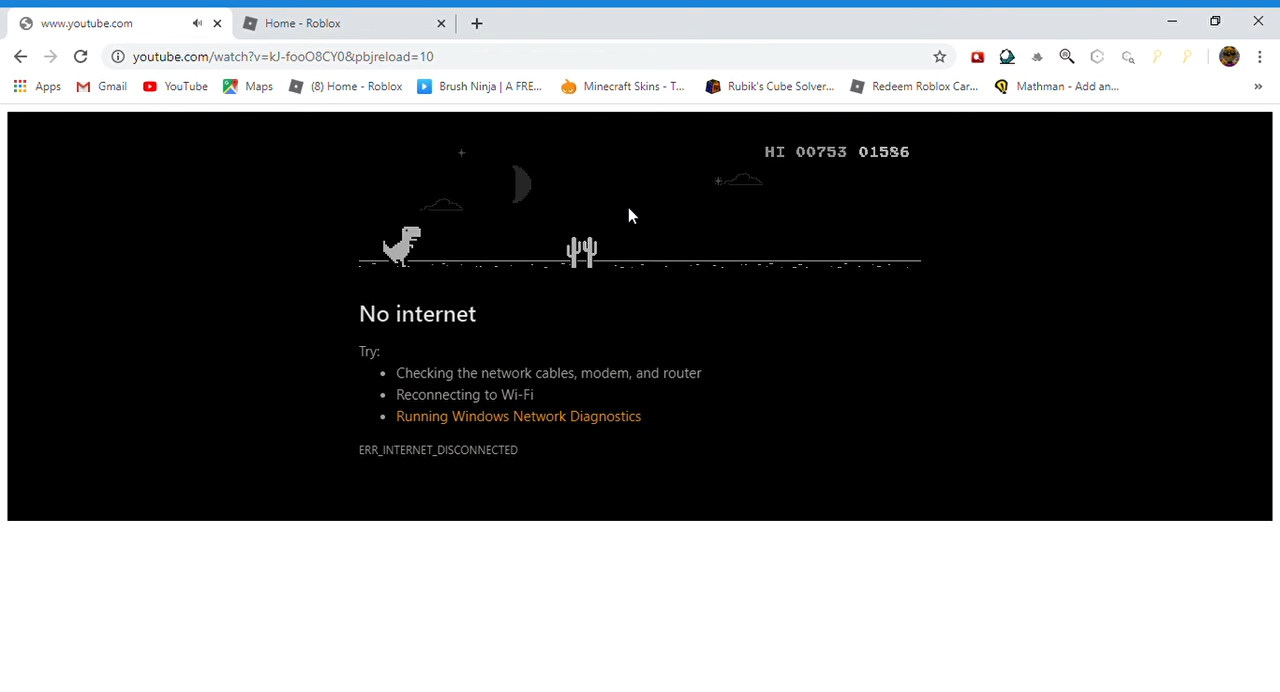 www.youtube.com
Home - Roblox
youtube.com/watch?v=kJ-fooO8CY0&pbjreload=10
Apps
Gmail
YouTube
Maps
(8) Home - Roblox
Brush Ninja | A FRE...
Minecraft Skins - T...
Rubik's Cube Solver...
Redeem Roblox Car...
Mathman - Add an...
HI 00753 01586
No internet
Try:
• Checking the network cables, modem, and router
• Reconnecting to Wi-Fi
• Running Windows Network Diagnostics
ERR_INTERNET_DISCONNECTED